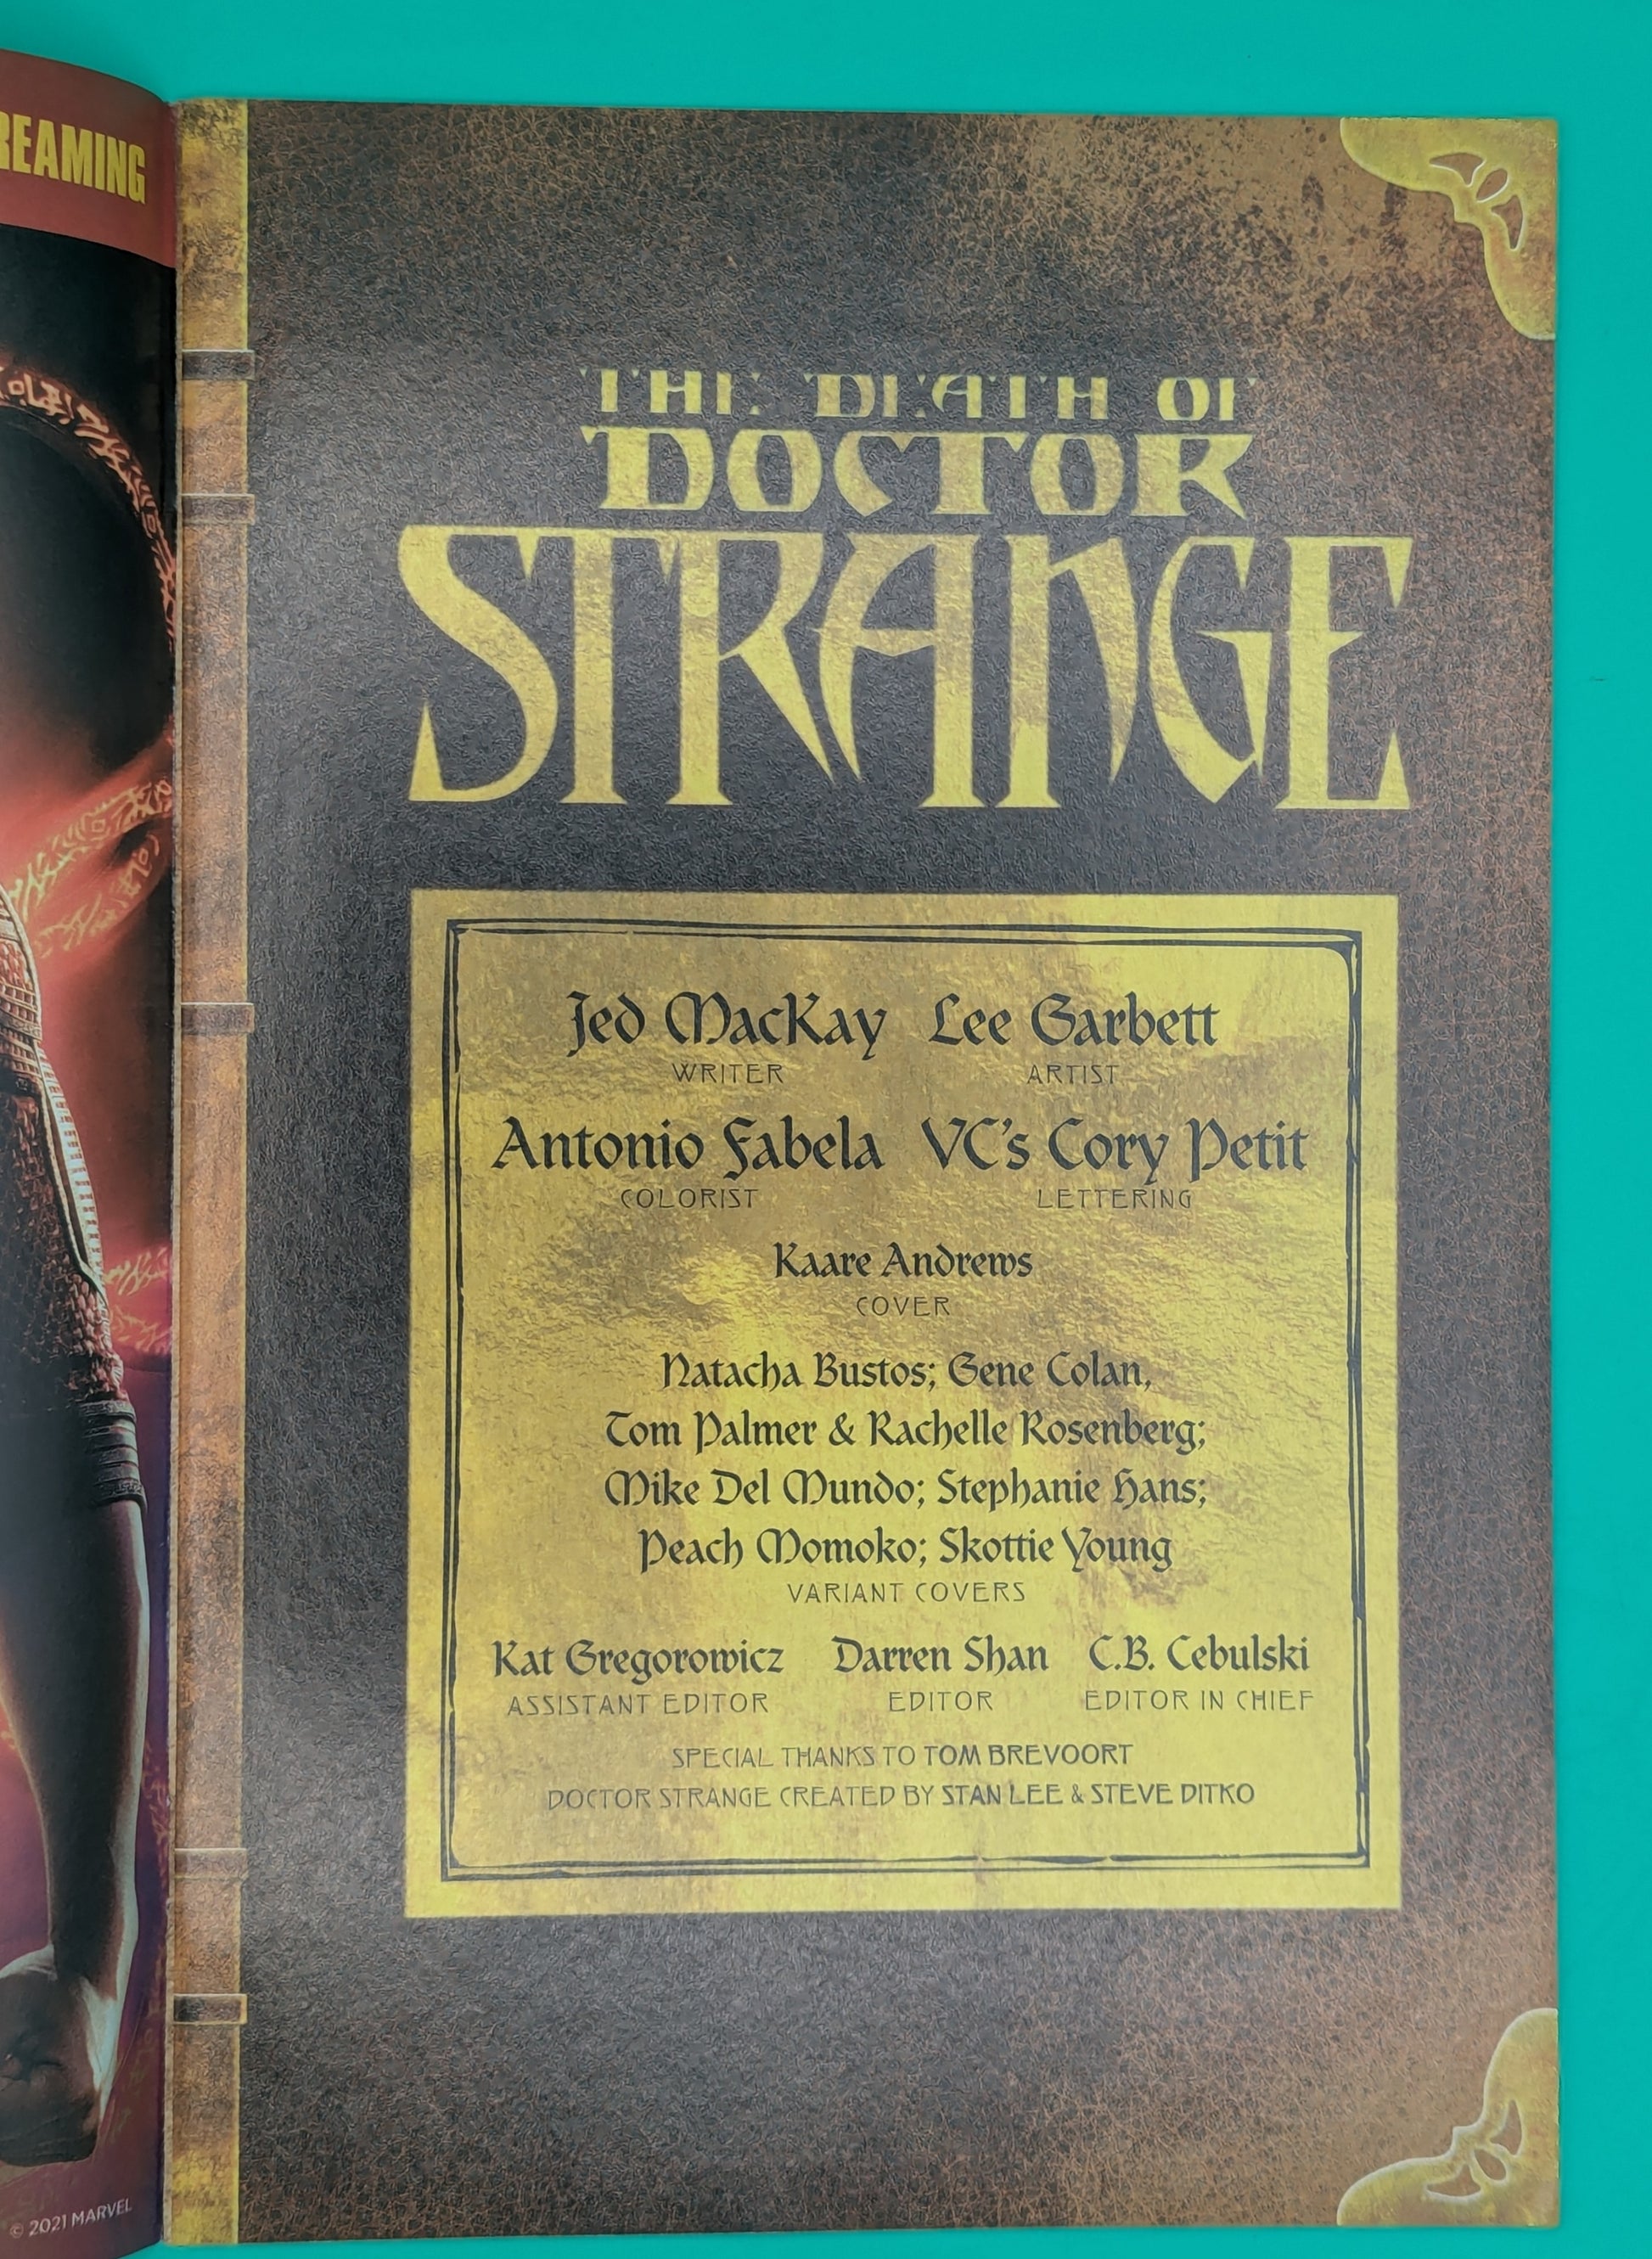 REAMING
© 2021 MARVEL
THE DEATH OF
DOCTOR
STRANGE
Jed MacKay Lee Garbett
WRITER ARTIST
Antonio Fabela VC's Cory Petit
COLORIST LETTERING
Kaare Andrews
COVER
Natacha Bustos; Gene Colan,
Tom Palmer & Rachelle Rosenberg;
Mike Del Mundo; Stephanie Hans;
Peach Momoko; Skottie Young
VARIANT COVERS
Kat Gregorowicz Darren Shan C.B. Cebulski
ASSISTANT EDITOR EDITOR EDITOR IN CHIEF
SPECIAL THANKS TO TOM BREVOORT
DOCTOR STRANGE CREATED BY STAN LEE & STEVE DITKO